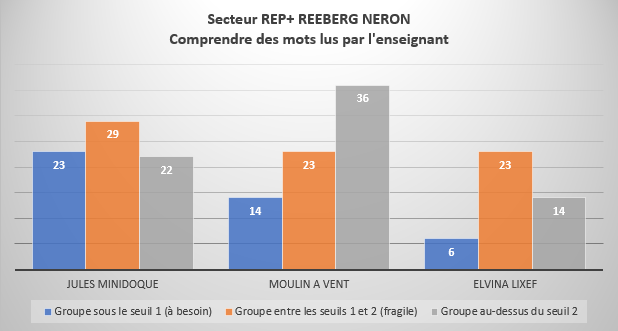 Secteur REP+ REEBERG NERON
Comprendre des mots lus par l'enseignant
23
29
22
14
23
36
6
23
14
JULES MINIDOQUE
MOULIN A VENT
ELVINA LIXEF
Groupe sous le seuil 1 (à besoin)
Groupe entre les seuils 1 et 2 (fragile)
Groupe au-dessus du seuil 2